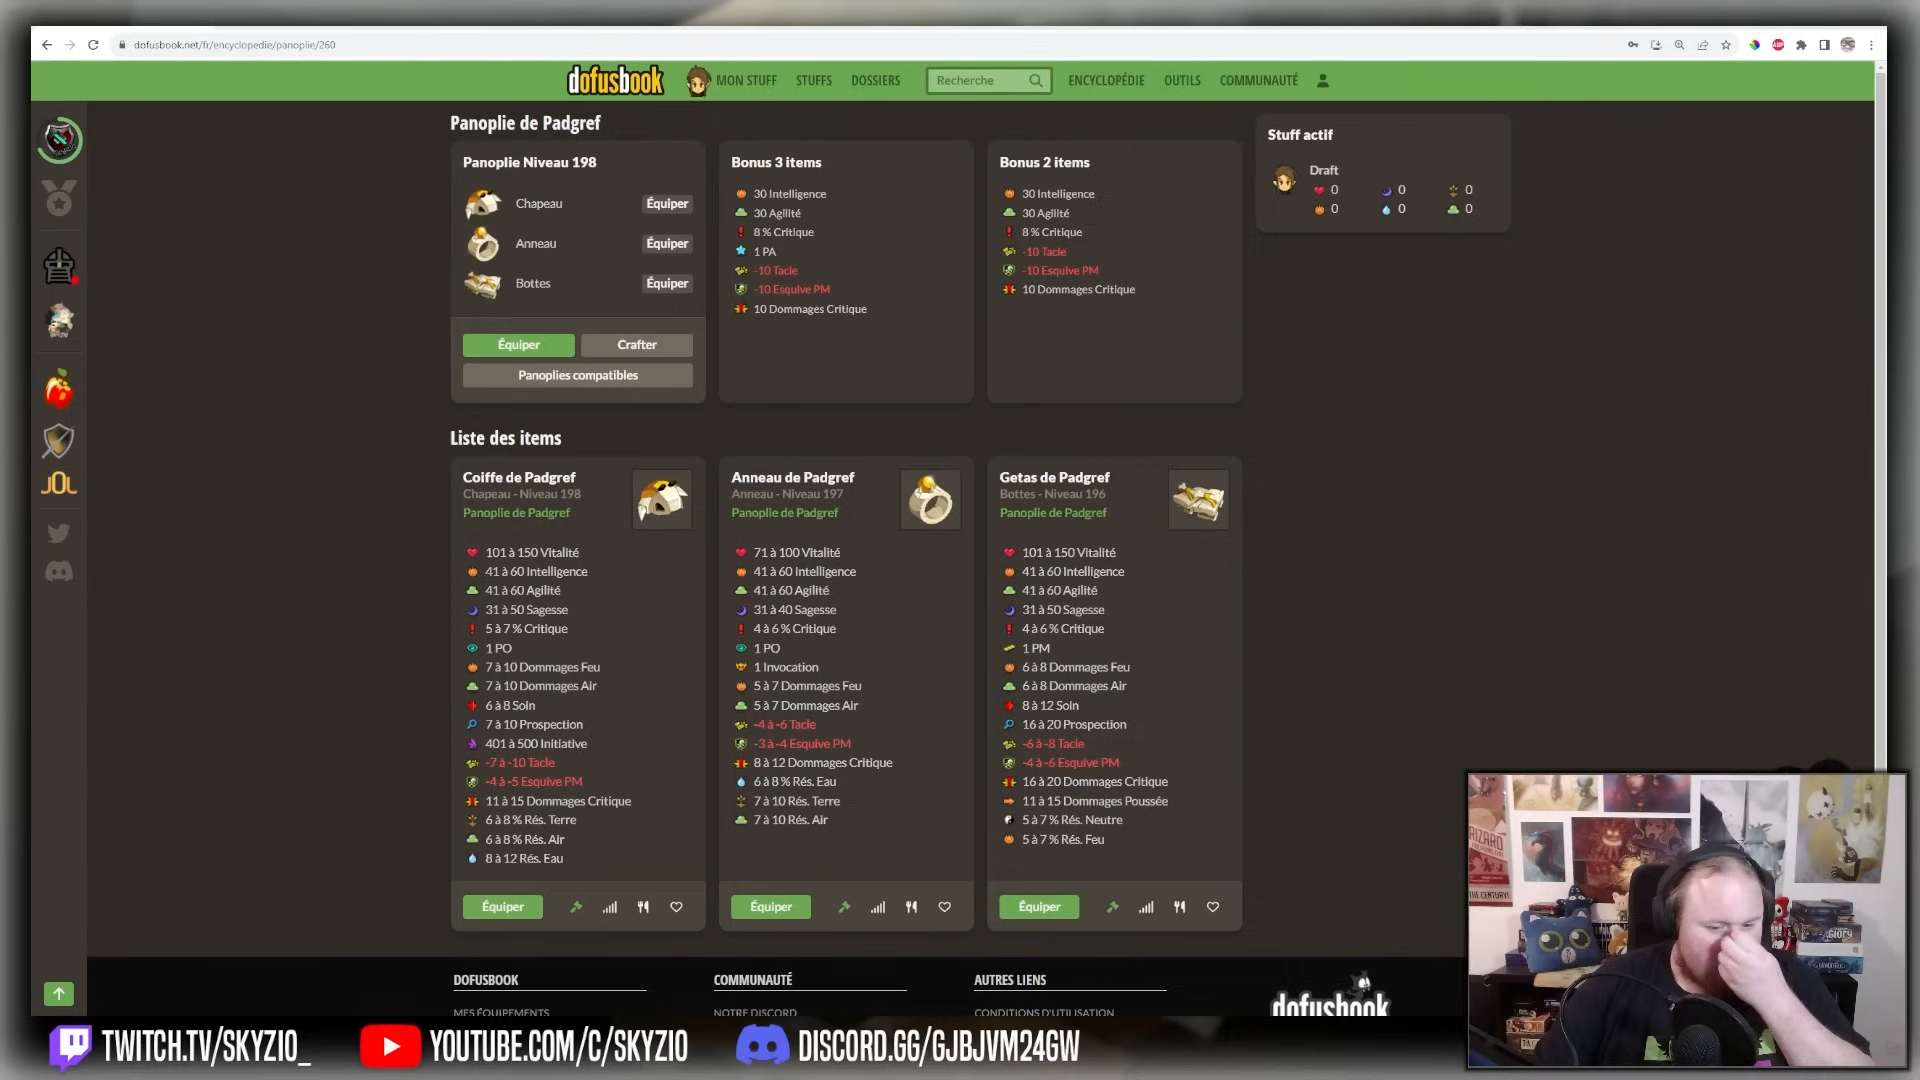 dofusbook.net/fr/encyclopedie/panoplie/260
dofusbook
MON STUFF
STUFFS
DOSSIERS
Recherche
ENCYCLOPÉDIE
OUTILS
COMMUNAUTÉ
Panoplie de Padgref
Panoplie Niveau 198
Chapeau
Équiper
Anneau
Équiper
Bottes
Équiper
Équiper
Crafter
Panoplies compatibles
Bonus 3 items
30 Intelligence
30 Agilité
8 % Critique
1 PA
-10 Tacle
-10 Esquive PM
10 Dommages Critique
Bonus 2 items
30 Intelligence
30 Agilité
8 % Critique
-10 Tacle
-10 Esquive PM
10 Dommages Critique
Stuff actif
Draft
0 0 0
0 0 0
Liste des items
Coiffe de Padgref
Chapeau - Niveau 198
Panoplie de Padgref
101 à 150 Vitalité
41 à 60 Intelligence
41 à 60 Agilité
31 à 50 Sagesse
5 à 7 % Critique
1 PO
7 à 10 Dommages Feu
7 à 10 Dommages Air
6 à 8 Soin
7 à 10 Prospection
401 à 500 Initiative
-7 à -10 Tacle
-4 à -5 Esquive PM
11 à 15 Dommages Critique
6 à 8 % Rés. Terre
6 à 8 % Rés. Air
8 à 12 Rés. Eau
Équiper
Anneau de Padgref
Anneau - Niveau 197
Panoplie de Padgref
71 à 100 Vitalité
41 à 60 Intelligence
41 à 60 Agilité
31 à 40 Sagesse
4 à 6 % Critique
1 PO
1 Invocation
5 à 7 Dommages Feu
5 à 7 Dommages Air
-4 à -6 Tacle
-3 à -4 Esquive PM
8 à 12 Dommages Critique
6 à 8 % Rés. Eau
7 à 10 Rés. Terre
7 à 10 Rés. Air
Équiper
Getas de Padgref
Bottes - Niveau 196
Panoplie de Padgref
101 à 150 Vitalité
41 à 60 Intelligence
41 à 60 Agilité
31 à 50 Sagesse
4 à 6 % Critique
1 PM
6 à 8 Dommages Feu
6 à 8 Dommages Air
8 à 12 Soin
16 à 20 Prospection
-6 à -8 Tacle
-4 à -6 Esquive PM
16 à 20 Dommages Critique
11 à 15 Dommages Poussée
5 à 7 % Rés. Neutre
5 à 7 % Rés. Feu
Équiper
JOL
DOFUSBOOK
MES ÉQUIPEMENTS
COMMUNAUTÉ
NOTRE DISCORD
AUTRES LIENS
CONDITIONS D'UTILISATION
dofusbook
TWITCH.TV/SKYZIO_
YOUTUBE.COM/C/SKYZIO
DISCORD.GG/GJBJVM24GW